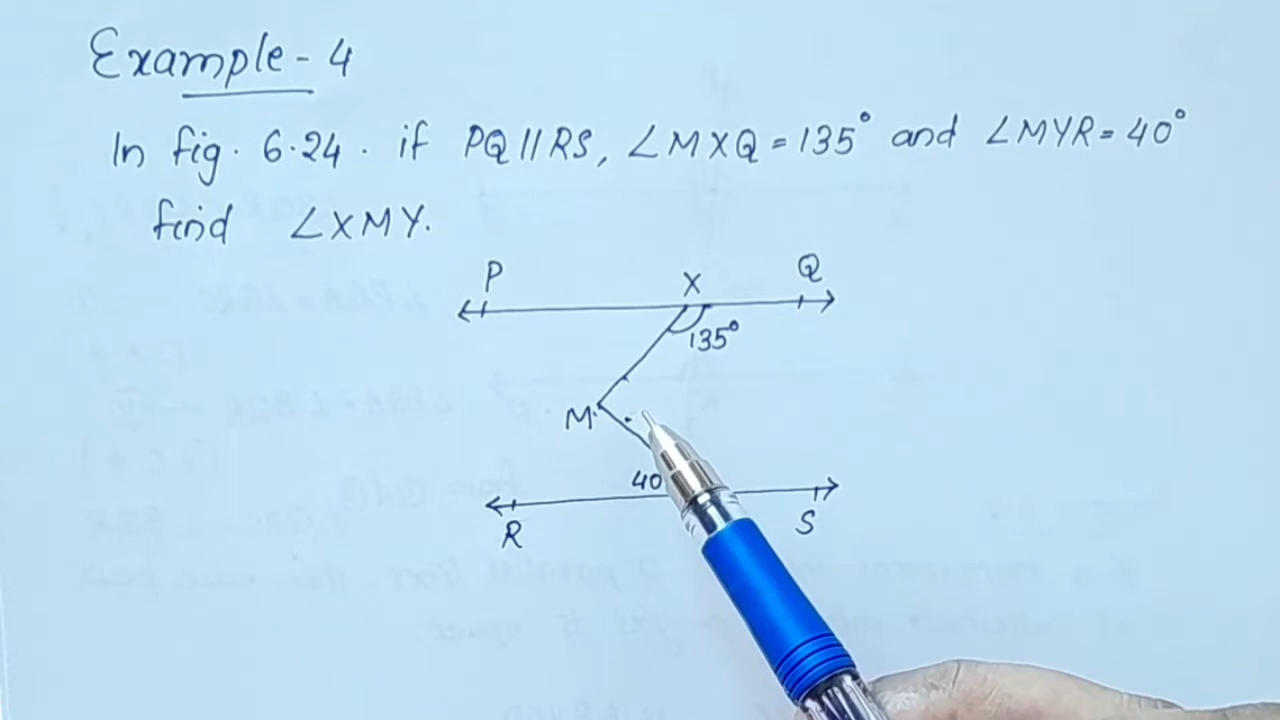 Example - 4
In fig. 6.24. if PQ || RS, ∠MXQ = 135° and ∠MYR = 40°
find ∠XMY.
P X Q
135°
M
40
R S